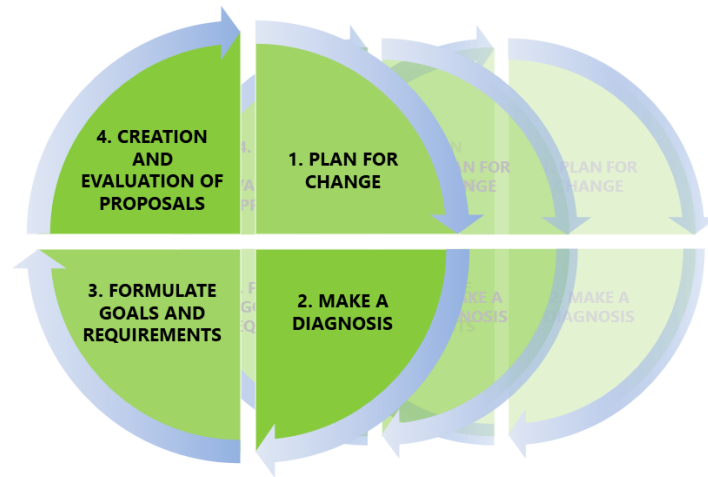 4. CREATION
AND
EVALUATION OF
PROPOSALS
1. PLAN FOR
CHANGE
PLAN FOR
CHANGE
3. FORMULATE
GOALS AND
REQUIREMENTS
2. MAKE A
DIAGNOSIS
2. MAKE A
DIAGNOSIS